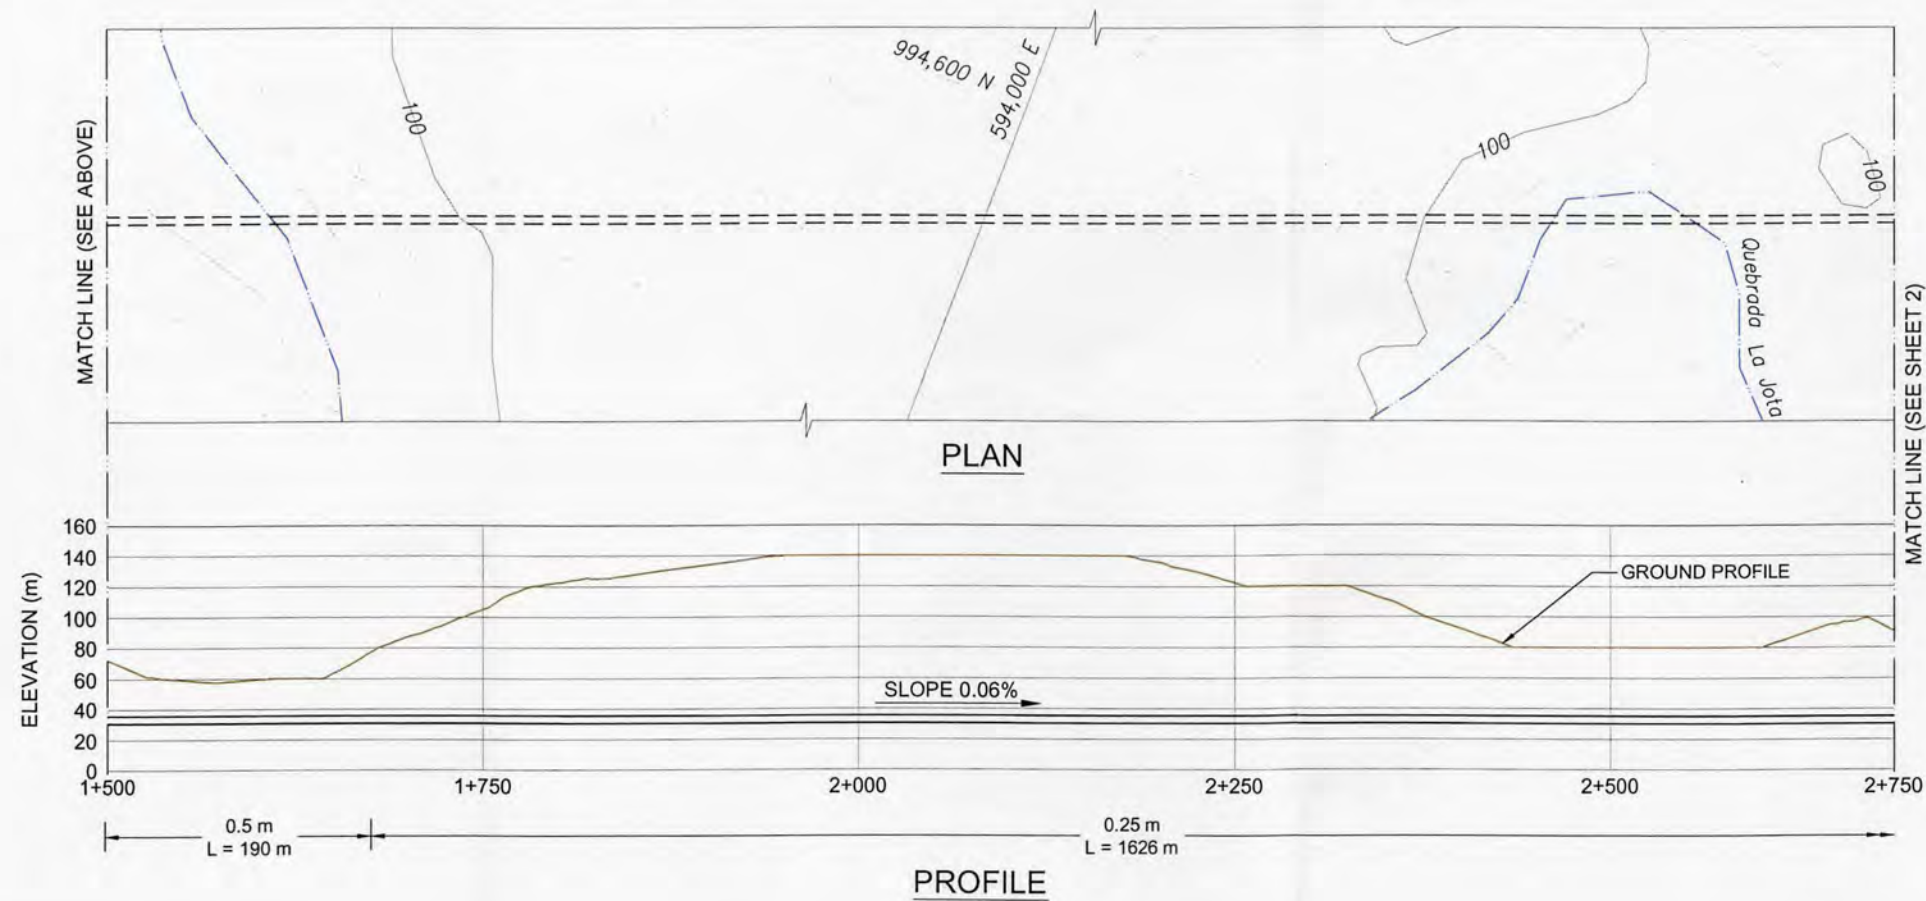 994,600 N
594,000 E
100
100
100
Quebrada La Jota
MATCH LINE (SEE ABOVE)
MATCH LINE (SEE SHEET 2)
PLAN
ELEVATION (m)
160
140
120
100
80
60
40
20
0
GROUND PROFILE
SLOPE 0.06%
1+500
1+750
2+000
2+250
2+500
2+750
0.5 m
L = 190 m
0.25 m
L = 1626 m
PROFILE